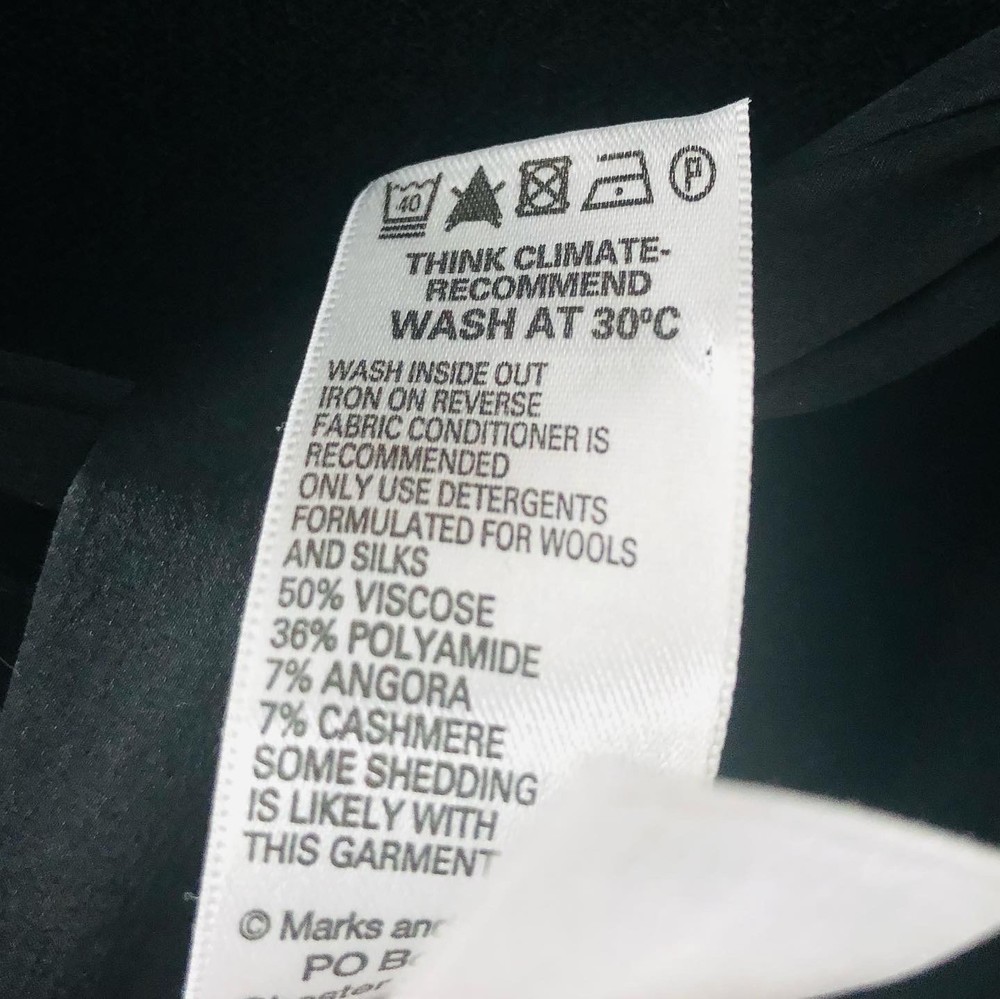 40 P
THINK CLIMATE-
RECOMMEND
WASH AT 30°C
WASH INSIDE OUT
IRON ON REVERSE
FABRIC CONDITIONER IS
RECOMMENDED
ONLY USE DETERGENTS
FORMULATED FOR WOOLS
AND SILKS
50% VISCOSE
36% POLYAMIDE
7% ANGORA
7% CASHMERE
SOME SHEDDING
IS LIKELY WITH
THIS GARMENT
© Marks
PO